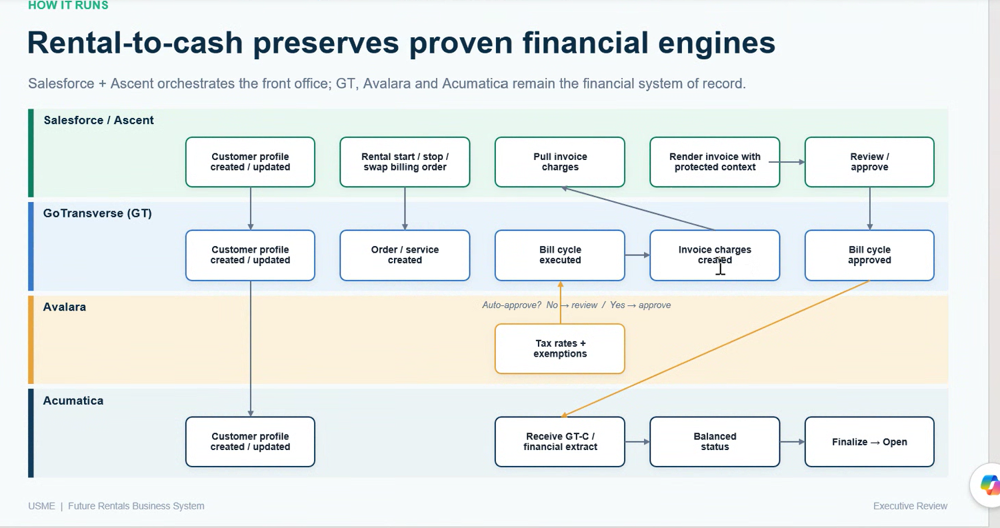 HOW IT RUNS
Rental-to-cash preserves proven financial engines
Salesforce + Ascent orchestrates the front office; GT, Avalara and Acumatica remain the financial system of record.
Salesforce / Ascent
Customer profile
created / updated
Rental start / stop /
swap billing order
Pull invoice
charges
Render invoice with
protected context
Review /
approve
GoTransverse (GT)
Customer profile
created / updated
Order / service
created
Bill cycle
executed
Invoice charges
created
Bill cycle
approved
Avalara
Auto-approve? No → review / Yes → approve
Tax rates +
exemptions
Acumatica
Customer profile
created / updated
Receive GT-C /
financial extract
Balanced
status
Finalize → Open
USME | Future Rentals Business System
Executive Review